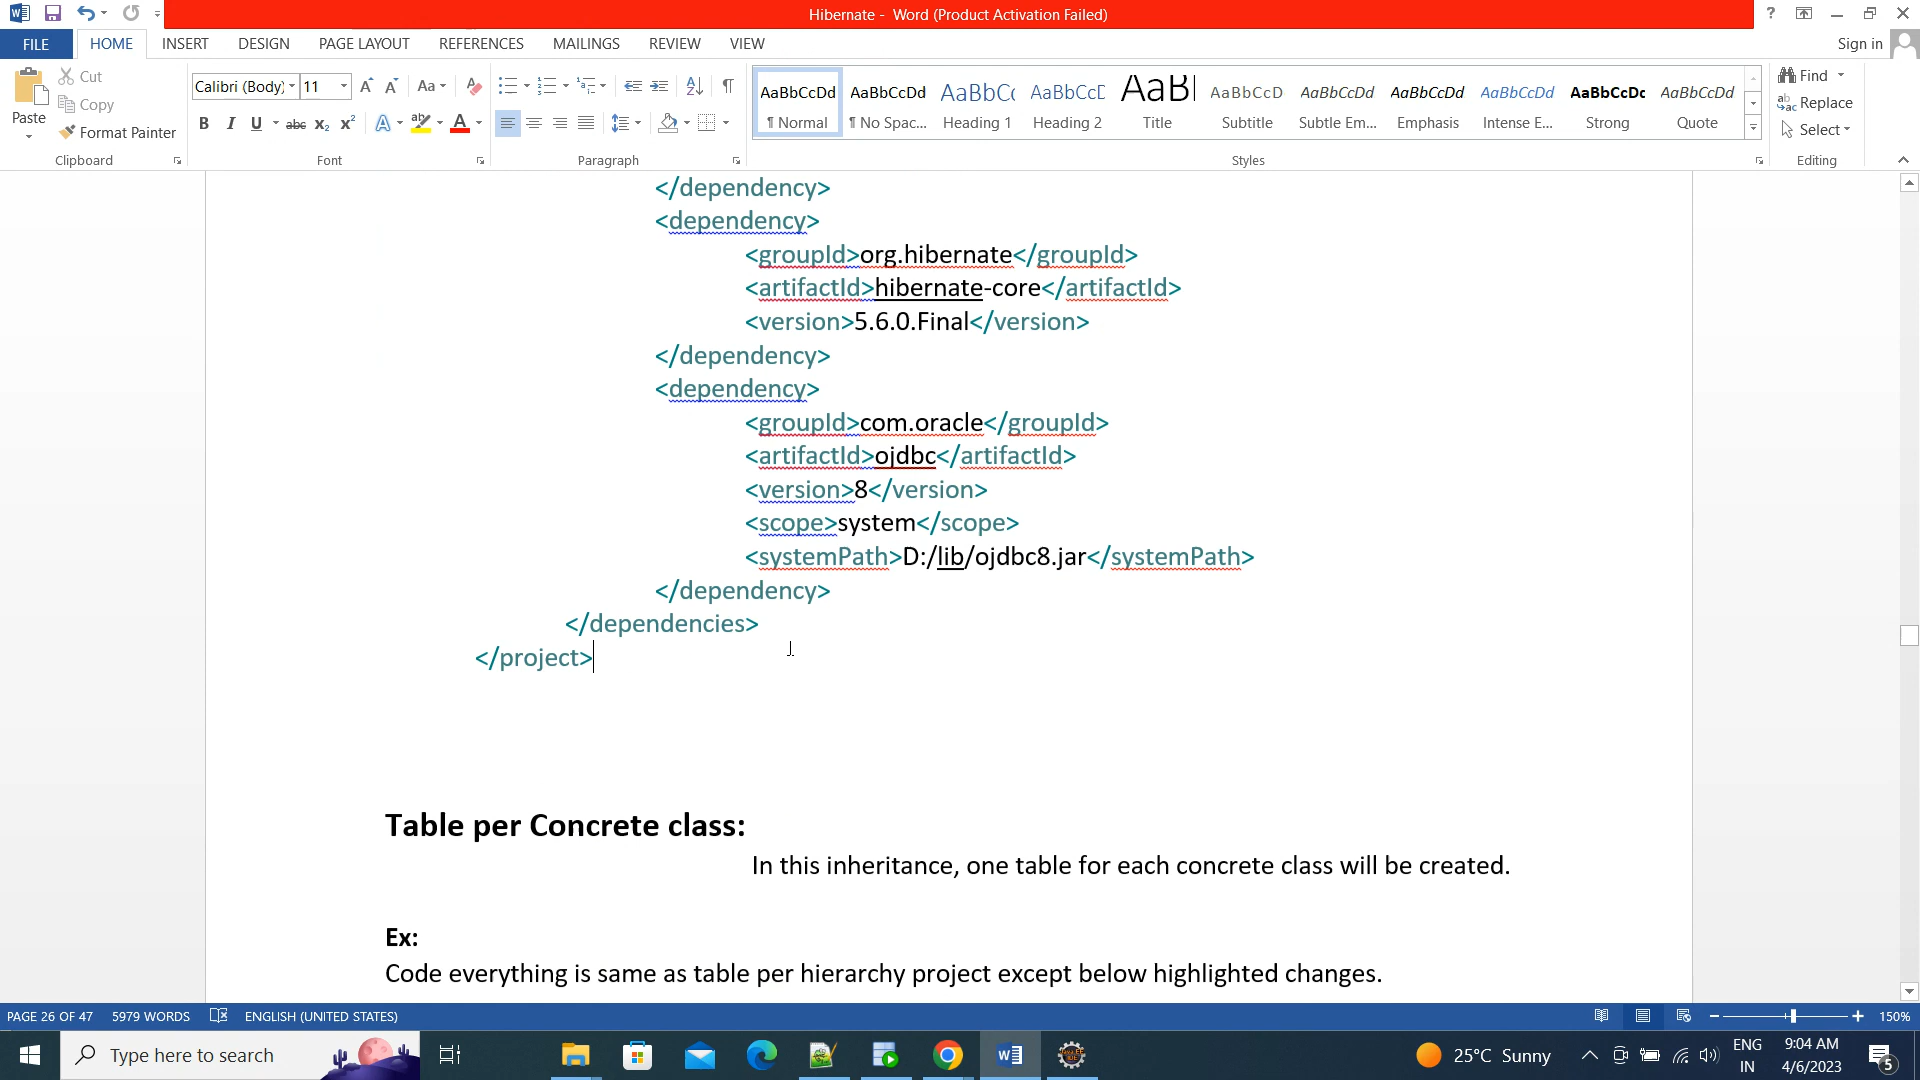 Hibernate - Word (Product Activation Failed)
FILE HOME INSERT DESIGN PAGE LAYOUT REFERENCES MAILINGS REVIEW VIEW Sign in
Paste Cut Copy Format Painter
Calibri (Body) 11
AaBbCcDd AaBbCcDd AaBbC AaBbCcC AaBl AaBbCcD AaBbCcDd AaBbCcDd AaBbCcDd AaBbCcDc AaBbCcDd
¶ Normal ¶ No Spac... Heading 1 Heading 2 Title Subtitle Subtle Em... Emphasis Intense E... Strong Quote
Find
Replace
Select
Clipboard Font Paragraph Styles Editing
</dependency>
<dependency>
<groupId>org.hibernate</groupId>
<artifactId>hibernate-core</artifactId>
<version>5.6.0.Final</version>
</dependency>
<dependency>
<groupId>com.oracle</groupId>
<artifactId>ojdbc</artifactId>
<version>8</version>
<scope>system</scope>
<systemPath>D:/lib/ojdbc8.jar</systemPath>
</dependency>
</dependencies>
</project>
Table per Concrete class:
In this inheritance, one table for each concrete class will be created.
Ex:
Code everything is same as table per hierarchy project except below highlighted changes.
PAGE 26 OF 47 5979 WORDS ENGLISH (UNITED STATES) 150%
Type here to search
25°C Sunny
ENG
IN
9:04 AM
4/6/2023
5